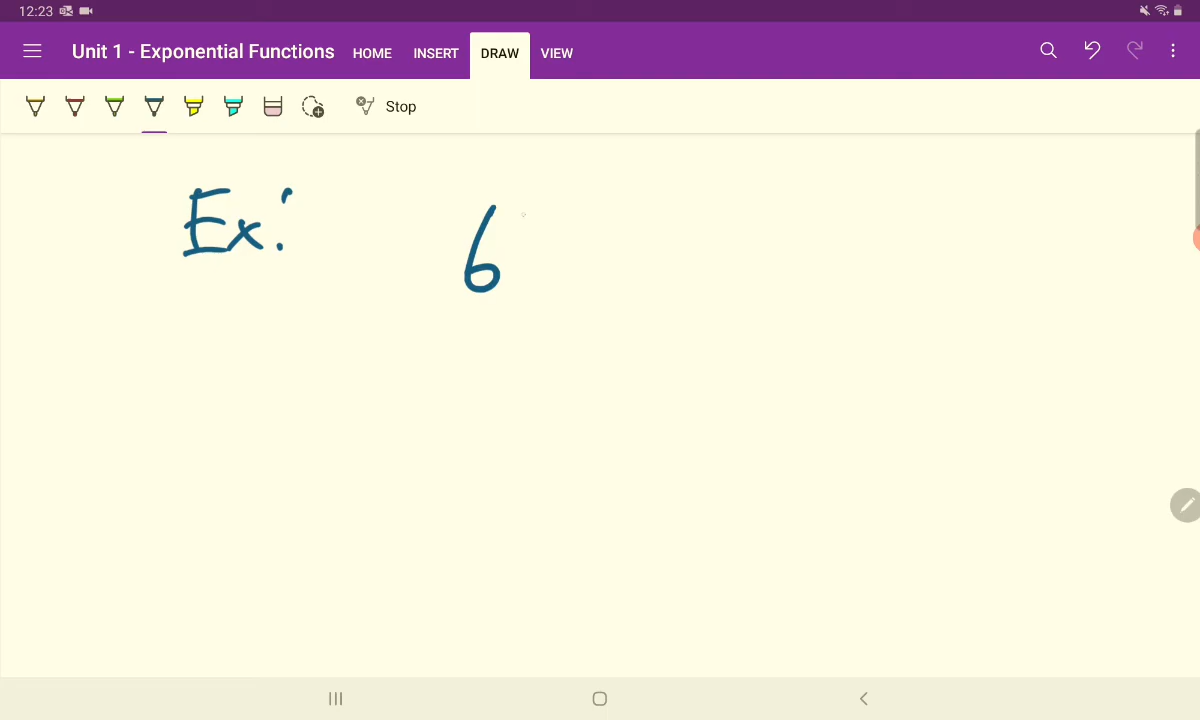 12:23
Unit 1 - Exponential Functions HOME INSERT DRAW VIEW
Stop
Ex: 6